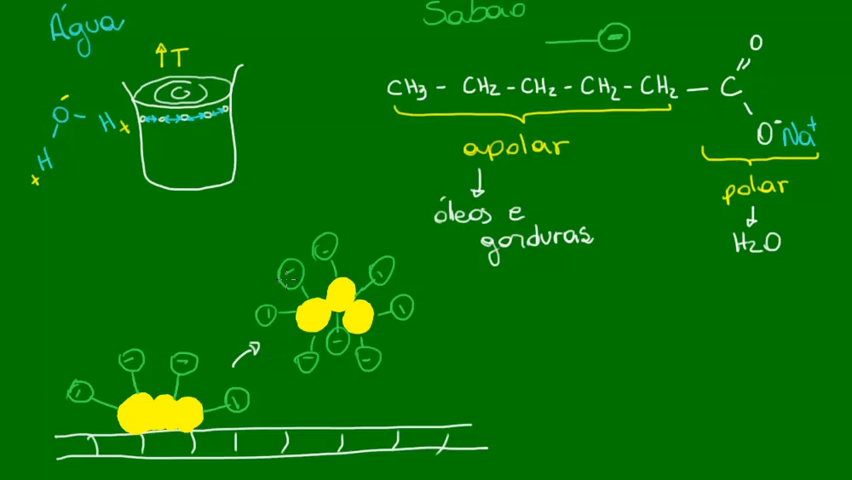 Água
↑T
O⁻
H +
H
+
Sabão
⊖
CH3 - CH2 - CH2 - CH2 - CH2 - C
O
O⁻Na⁺
apolar
↓
óleos e
gorduras
polar
↓
H2O